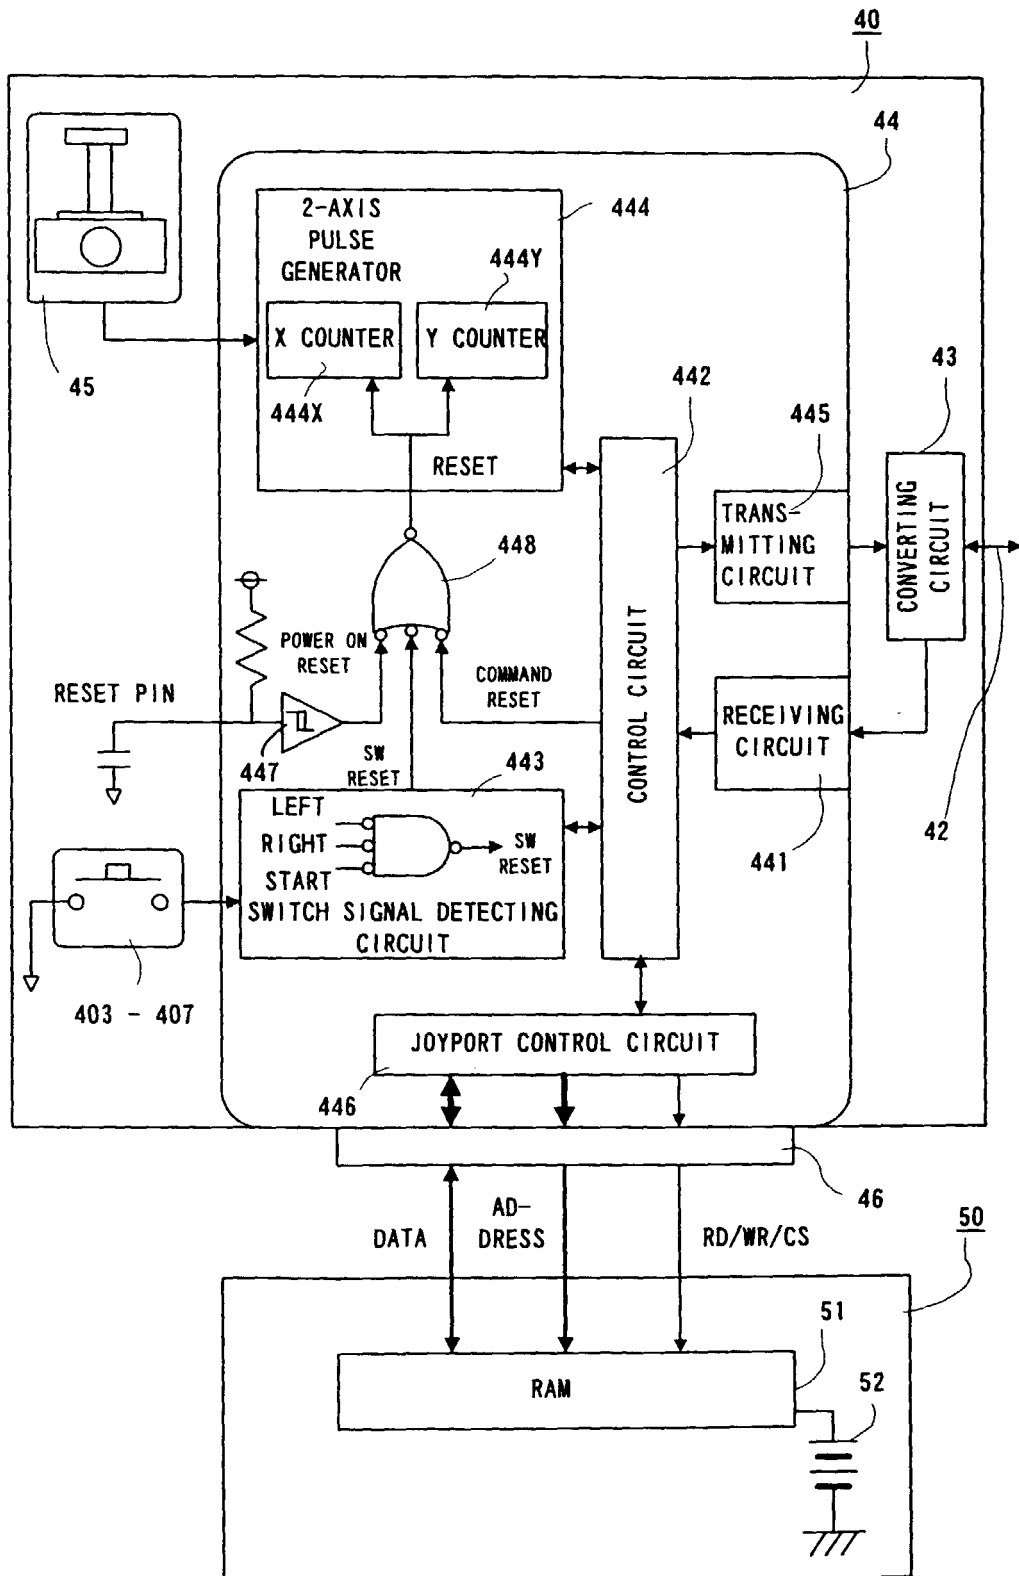 40
44
2-AXIS
PULSE
GENERATOR
444
444Y
X COUNTER
Y COUNTER
45
444X
442
43
445
RESET
TRANS-
MITTING
CIRCUIT
CONVERTING
CIRCUIT
448
CONTROL CIRCUIT
POWER ON
RESET
COMMAND
RESET
RESET PIN
RECEIVING
CIRCUIT
447
SW
RESET
443
42
LEFT
RIGHT
START
SW
RESET
441
SWITCH SIGNAL DETECTING
CIRCUIT
403 - 407
JOYPORT CONTROL CIRCUIT
446
46
DATA
AD-
DRESS
RD/WR/CS
50
51
RAM
52